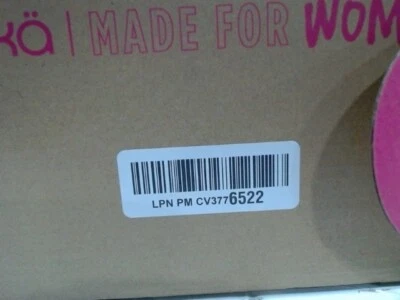 kä | MADE FOR WOM
LPN PM CV3776522